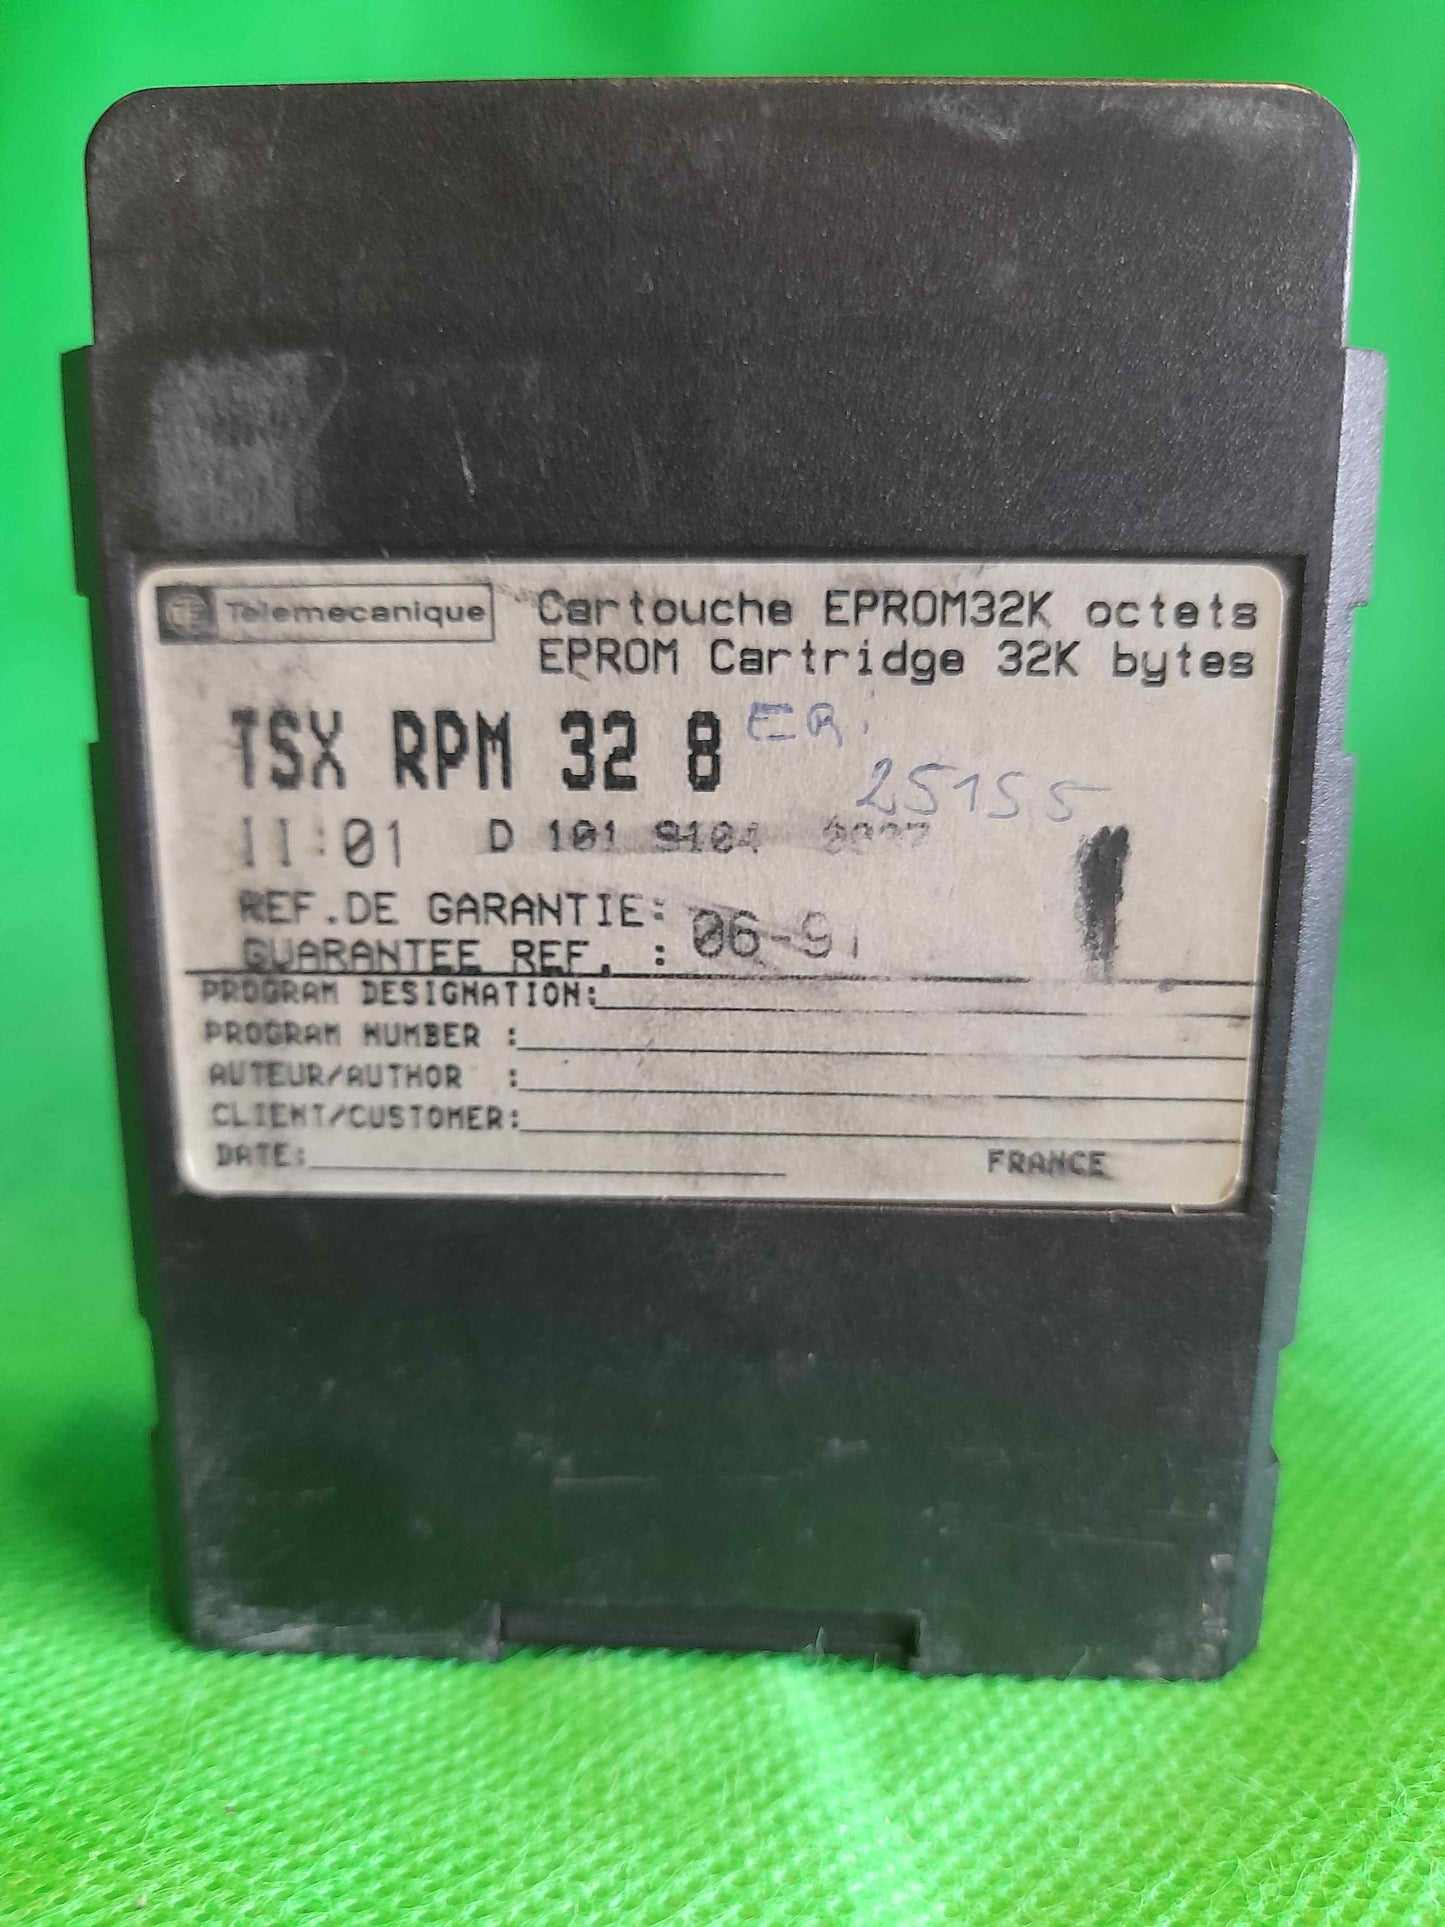 TE Telemecanique
Cartouche EPROM32K octets
EPROM Cartridge 32K bytes
TSX RPM 32 8
25155
11:01 D 101 9104
REF.DE GARANTIE:
GUARANTEE REF. : 06-91
PROGRAM DESIGNATION:
PROGRAM NUMBER :
AUTEUR/AUTHOR :
CLIENT/CUSTOMER:
DATE: FRANCE